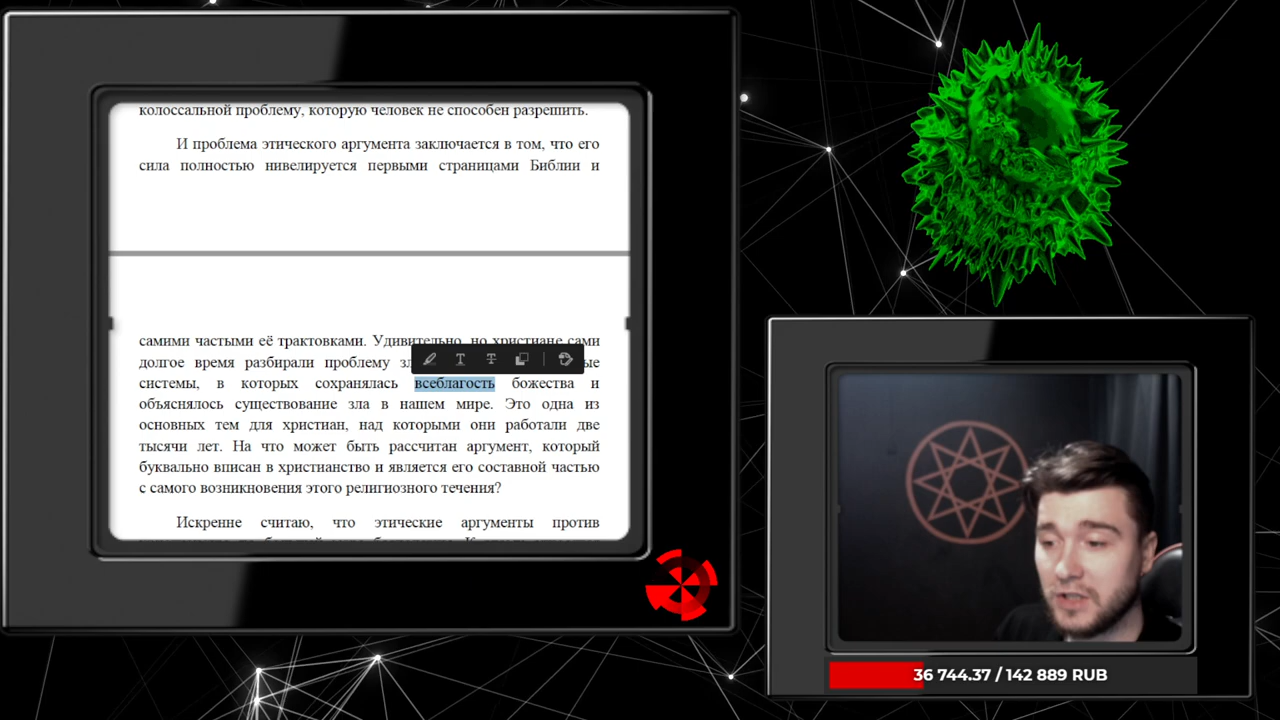 колоссальной проблему, которую человек не способен разрешить.
И проблема этического аргумента заключается в том, что его
сила полностью нивелируется первыми страницами Библии и
самими частыми её трактовками. Удивительно, но христиане сами
долгое время разбирали проблему
системы, в которых сохранялась всеблагость божества и
объяснялось существование зла в нашем мире. Это одна из
основных тем для христиан, над которыми они работали две
тысячи лет. На что может быть рассчитан аргумент, который
буквально вписан в христианство и является его составной частью
с самого возникновения этого религиозного течения?
Искренне считаю, что этические аргументы против
36 744.37 / 142 889 RUB